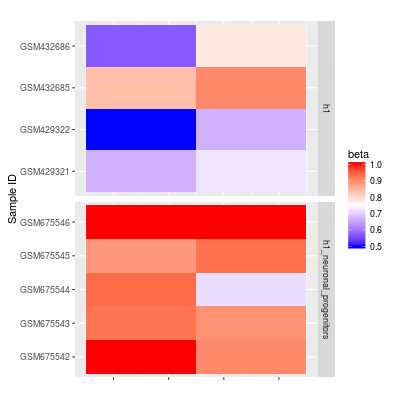 Sample ID
GSM432686
GSM432685
GSM429322
GSM429321
h1
GSM675546
GSM675545
GSM675544
GSM675543
GSM675542
h1_neuronal_progenitors
beta
1.0
0.9
0.8
0.7
0.6
0.5